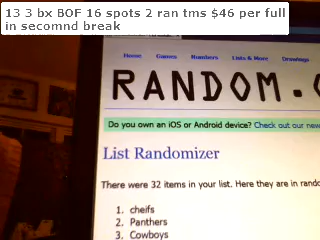 13 3 bx BOF 16 spots 2 ran tms $46 per full
in secomnd break
Home Games Numbers Lists & More Drawings
RANDOM.
Do you own an iOS or Android device? Check out our new
List Randomizer
There were 32 items in your list. Here they are in rando
1. cheifs
2. Panthers
3. Cowboys